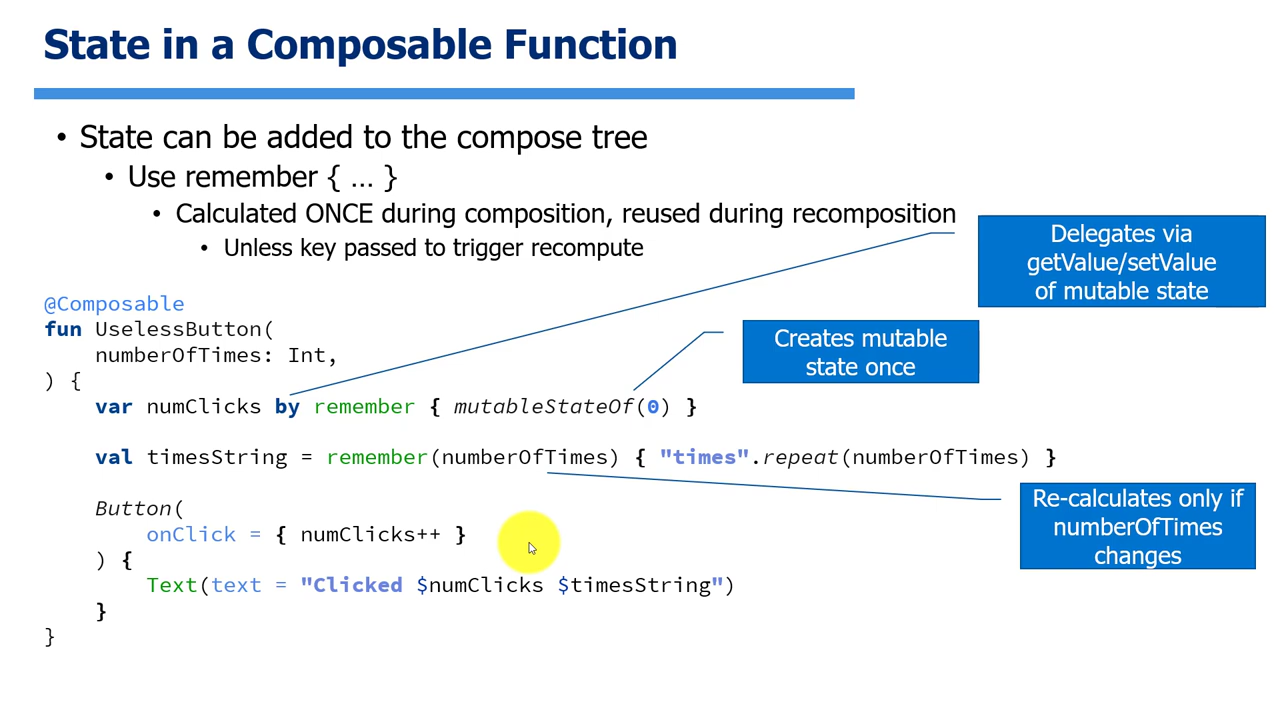 State in a Composable Function
• State can be added to the compose tree
• Use remember { … }
• Calculated ONCE during composition, reused during recomposition
• Unless key passed to trigger recompute
Delegates via
getValue/setValue
of mutable state
Creates mutable
state once
@Composable
fun UselessButton(
    numberOfTimes: Int,
) {
    var numClicks by remember { mutableStateOf(0) }
    val timesString = remember(numberOfTimes) { "times".repeat(numberOfTimes) }
    Button(
        onClick = { numClicks++ }
    ) {
        Text(text = "Clicked $numClicks $timesString")
    }
}
Re-calculates only if
numberOfTimes
changes